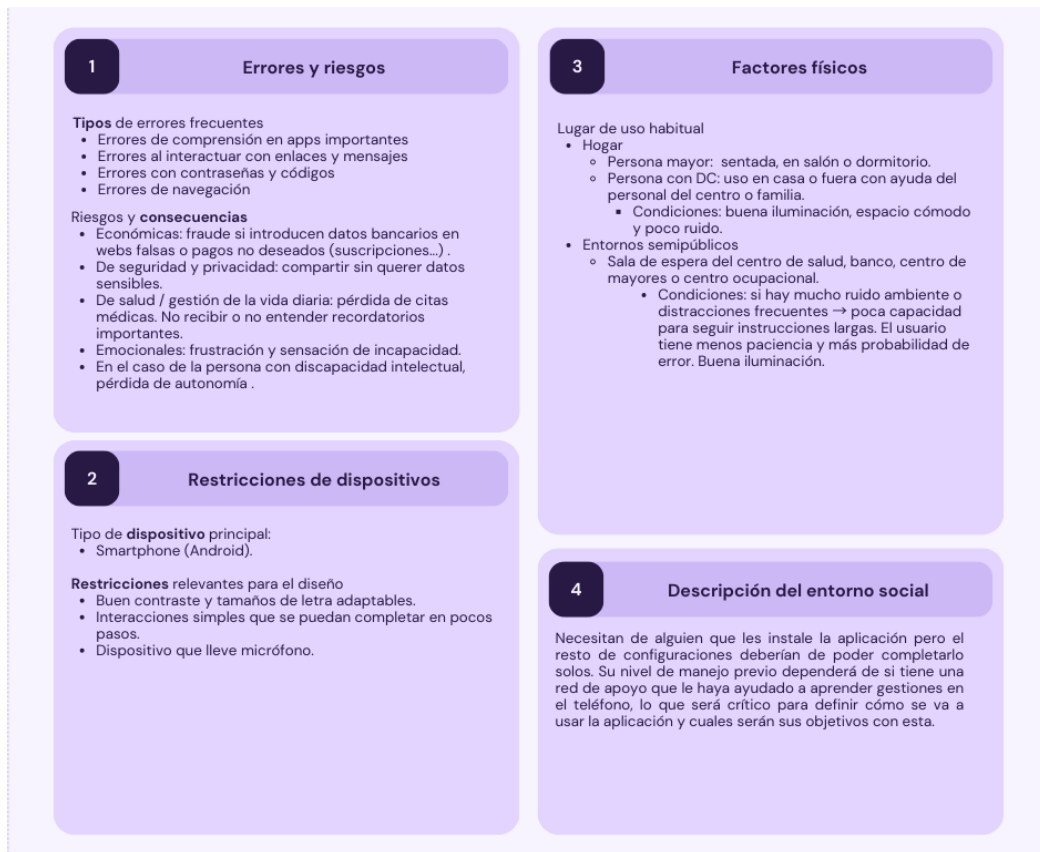 1
Errores y riesgos
Tipos de errores frecuentes
• Errores de comprensión en apps importantes
• Errores al interactuar con enlaces y mensajes
• Errores con contraseñas y códigos
• Errores de navegación
Riesgos y consecuencias
• Económicas: fraude si introducen datos bancarios en
webs falsas o pagos no deseados (suscripciones...) .
• De seguridad y privacidad: compartir sin querer datos
sensibles.
• De salud / gestión de la vida diaria: pérdida de citas
médicas. No recibir o no entender recordatorios
importantes.
• Emocionales: frustración y sensación de incapacidad.
• En el caso de la persona con discapacidad intelectual,
pérdida de autonomía .
2
Restricciones de dispositivos
Tipo de dispositivo principal:
• Smartphone (Android).
Restricciones relevantes para el diseño
• Buen contraste y tamaños de letra adaptables.
• Interacciones simples que se puedan completar en pocos
pasos.
• Dispositivo que lleve micrófono.
3
Factores físicos
Lugar de uso habitual
• Hogar
◦ Persona mayor: sentada, en salón o dormitorio.
◦ Persona con DC: uso en casa o fuera con ayuda del
personal del centro o familia.
▪ Condiciones: buena iluminación, espacio cómodo
y poco ruido.
• Entornos semipúblicos
◦ Sala de espera del centro de salud, banco, centro de
mayores o centro ocupacional.
• Condiciones: si hay mucho ruido ambiente o
distracciones frecuentes → poca capacidad
para seguir instrucciones largas. El usuario
tiene menos paciencia y más probabilidad de
error. Buena iluminación.
4
Descripción del entorno social
Necesitan de alguien que les instale la aplicación pero el
resto de configuraciones deberían de poder completarlo
solos. Su nivel de manejo previo dependerá de si tiene una
red de apoyo que le haya ayudado a aprender gestiones en
el teléfono, lo que será crítico para definir cómo se va a
usar la aplicación y cuales serán sus objetivos con esta.